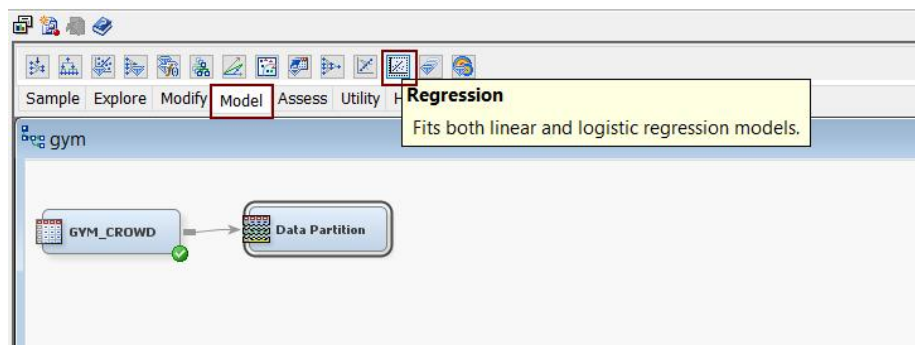 Sample Explore Modify Model Assess Utility H
Regression
Fits both linear and logistic regression models.
gym
GYM_CROWD
Data Partition